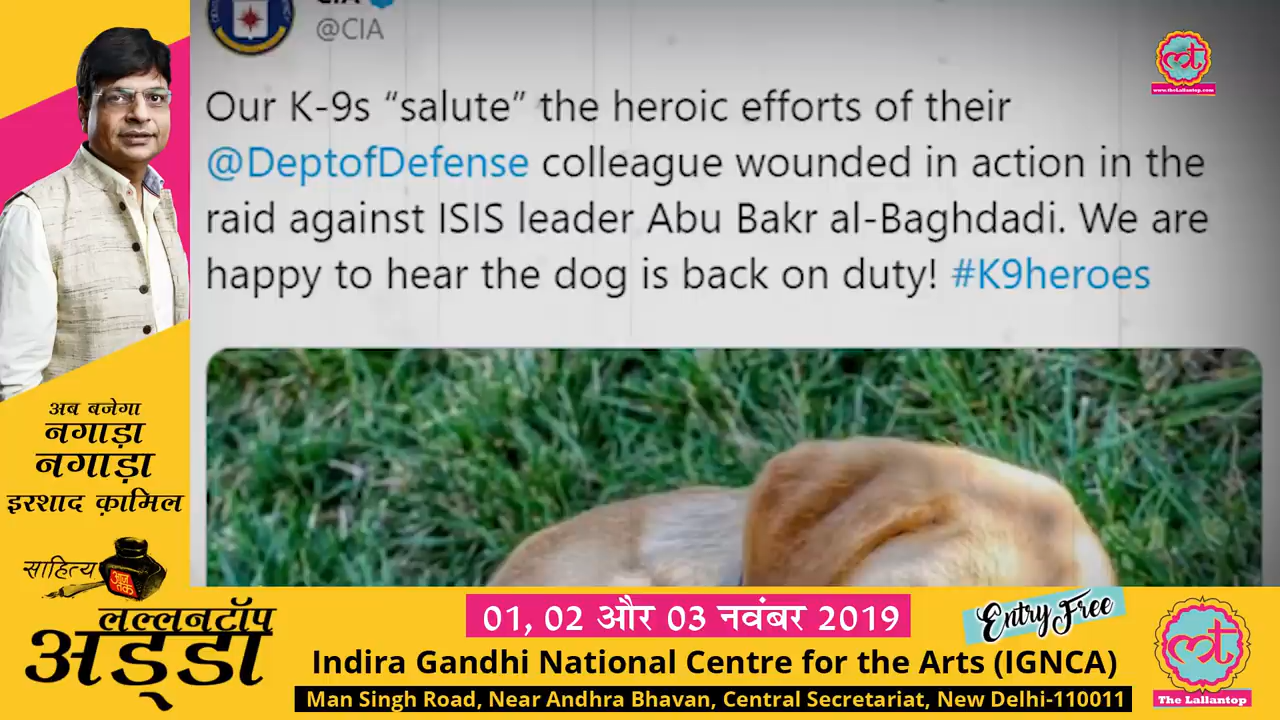 @CIA
Our K-9s “salute” the heroic efforts of their
@DeptofDefense colleague wounded in action in the
raid against ISIS leader Abu Bakr al-Baghdadi. We are
happy to hear the dog is back on duty! #K9heroes
www.theLallantop.com
अब बजेगा
नगाड़ा
नगाड़ा
इरशाद क़ामिल
साहित्य आज तक
लल्लनटॉप
अड्डा
01, 02 और 03 नवंबर 2019
Entry Free
Indira Gandhi National Centre for the Arts (IGNCA)
Man Singh Road, Near Andhra Bhavan, Central Secretariat, New Delhi-110011
The Lallantop